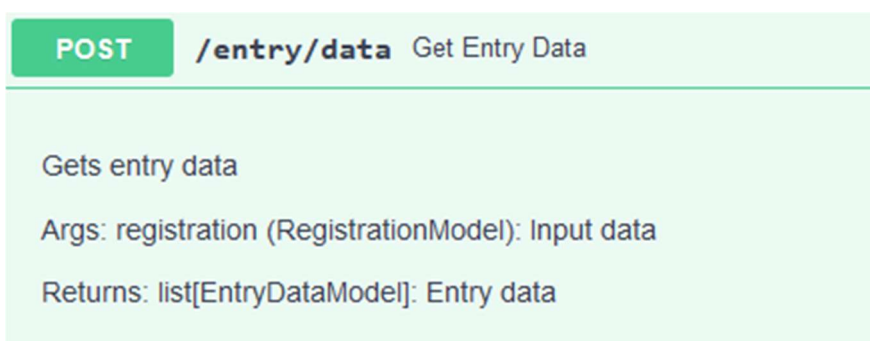 POST /entry/data Get Entry Data
Gets entry data
Args: registration (RegistrationModel): Input data
Returns: list[EntryDataModel]: Entry data